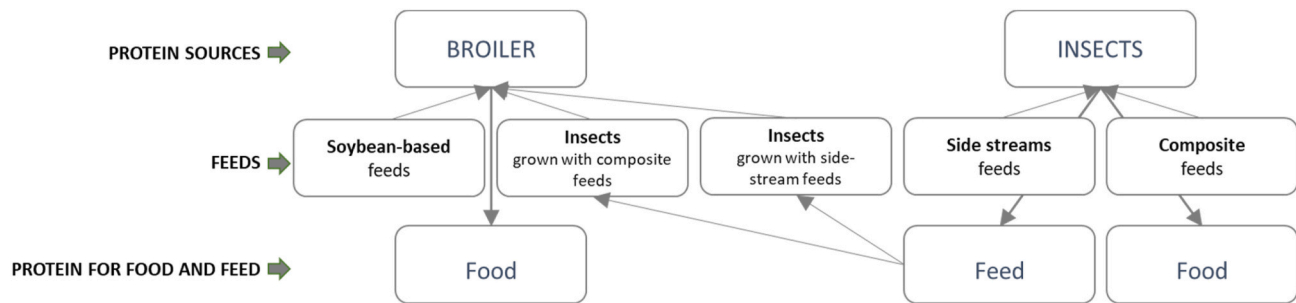 PROTEIN SOURCES
BROILER
INSECTS
FEEDS
Soybean-based
feeds
Insects
grown with composite
feeds
Insects
grown with side-
stream feeds
Side streams
feeds
Composite
feeds
PROTEIN FOR FOOD AND FEED
Food
Feed
Food